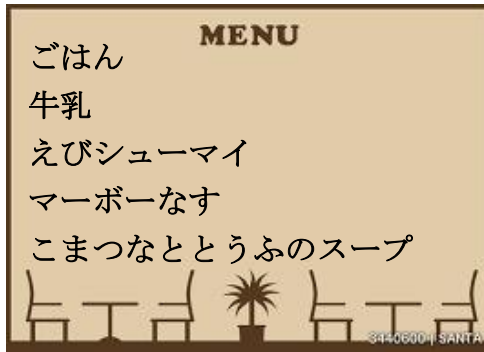 MENU
ごはん
牛乳
えびシューマイ
マーボーなす
こまつなととうふのスープ
3440600 | SANTA